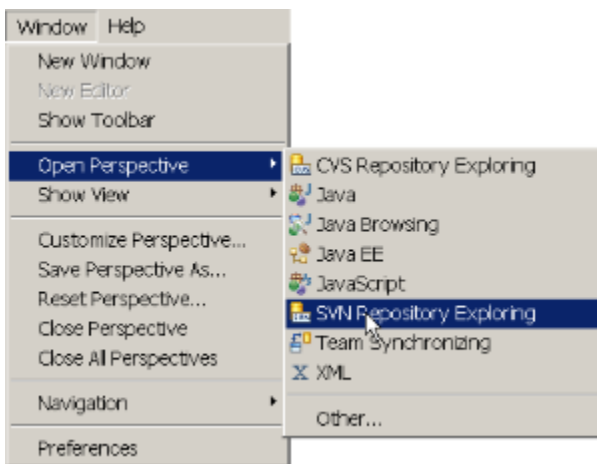 Window Help
New Window
New Editor
Show Toolbar
Open Perspective
Show View
Customize Perspective...
Save Perspective As...
Reset Perspective...
Close Perspective
Close All Perspectives
Navigation
Preferences
CVS Repository Exploring
Java
Java Browsing
Java EE
JavaScript
SVN Repository Exploring
Team Synchronizing
XML
Other...